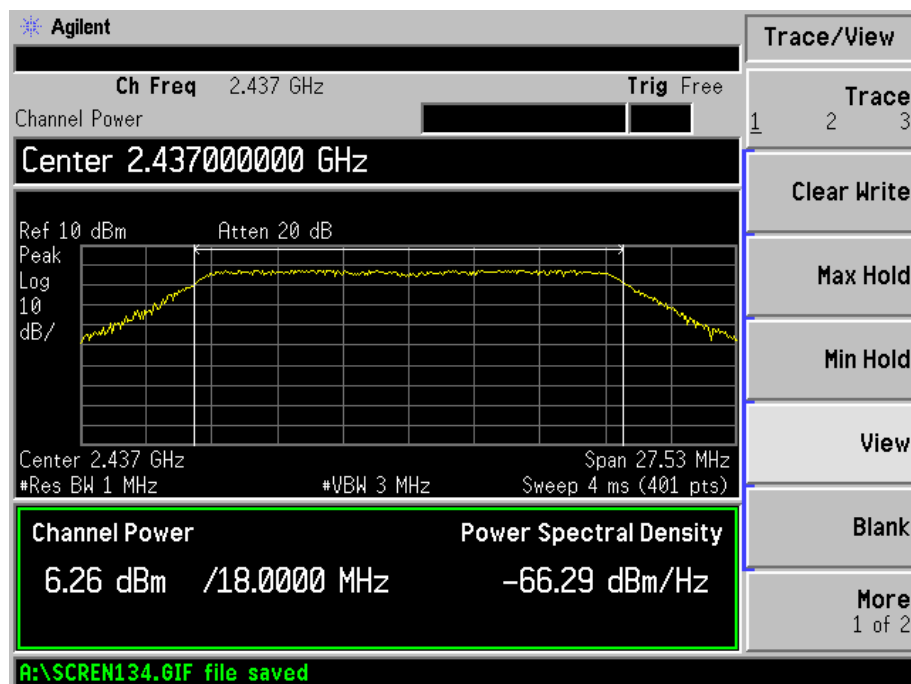 Agilent
Trace/View
Ch Freq 2.437 GHz Trig Free
Channel Power
Trace
1 2 3
Center 2.437000000 GHz
Clear Write
Ref 10 dBm Atten 20 dB
Peak
Log
10
dB/
Max Hold
Min Hold
View
Center 2.437 GHz Span 27.53 MHz
#Res BW 1 MHz #VBW 3 MHz Sweep 4 ms (401 pts)
Channel Power Power Spectral Density
Blank
6.26 dBm /18.0000 MHz -66.29 dBm/Hz
More
1 of 2
A:\SCREN134.GIF file saved